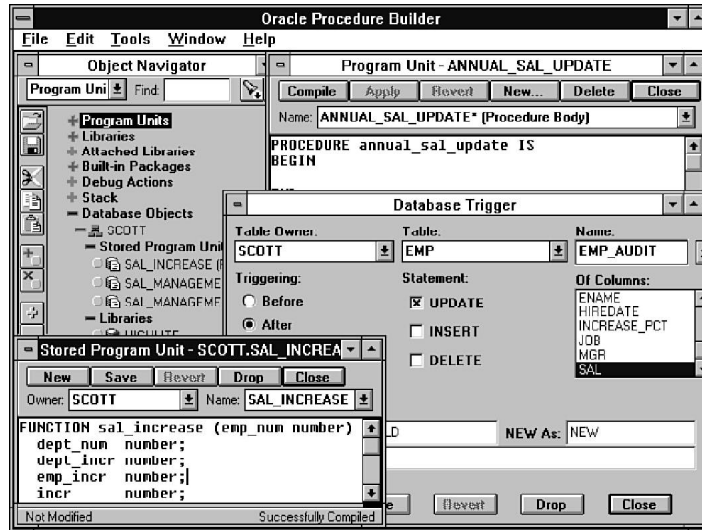 Oracle Procedure Builder
File Edit Tools Window Help
Object Navigator
Program Uni Find:
Program Units
Libraries
Attached Libraries
Built-in Packages
Debug Actions
Stack
Database Objects
SCOTT
Stored Program Unit
SAL_INCREASE (F
SAL_MANAGEME
SAL_MANAGEME
Libraries
Program Unit - ANNUAL_SAL_UPDATE
Compile Apply Revert New... Delete Close
Name: ANNUAL_SAL_UPDATE* (Procedure Body)
PROCEDURE annual_sal_update IS
BEGIN
Database Trigger
Table Owner: Table: Name:
SCOTT EMP EMP_AUDIT
Triggering: Statement: Of Columns:
Before UPDATE ENAME
After INSERT HIREDATE
DELETE INCREASE_PCT
JOB
MGR
SAL
LD NEW As: NEW
Revert Drop Close
Stored Program Unit - SCOTT.SAL_INCREA
New Save Revert Drop Close
Owner: SCOTT Name: SAL_INCREASE
FUNCTION sal_increase (emp_num number)
dept_num number;
dept_incr number;
emp_incr number;
incr number;
Not Modified Successfully Compiled